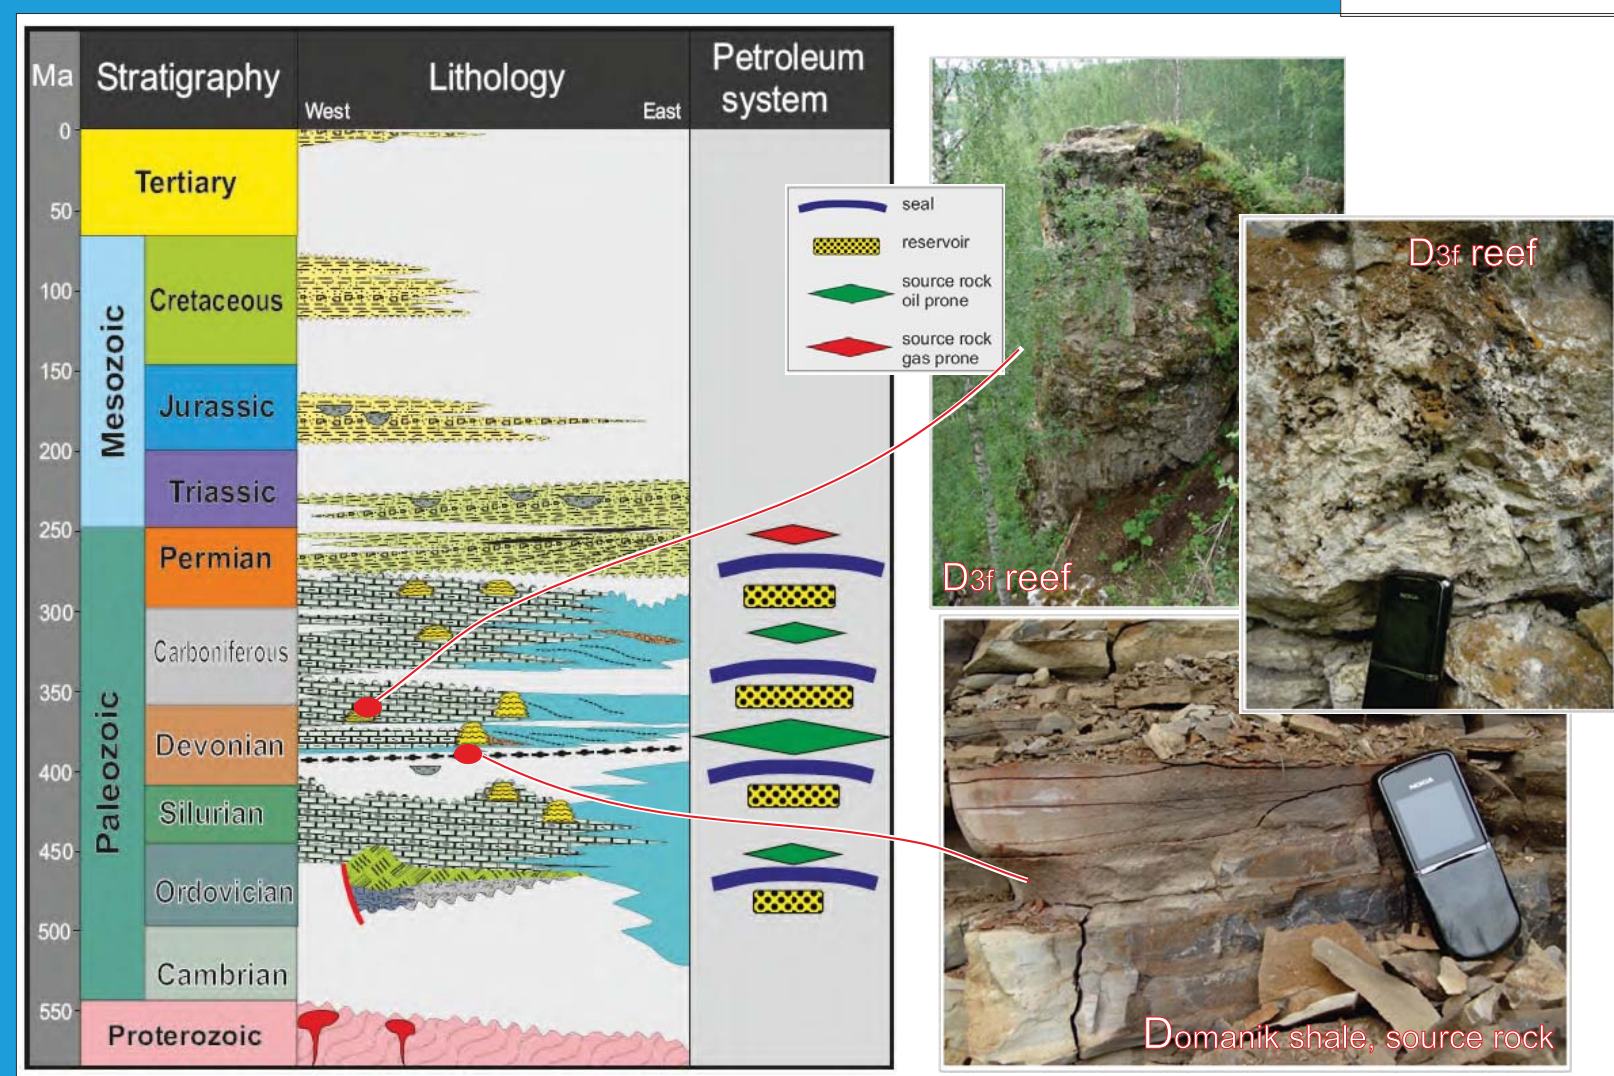 Ma
Stratigraphy
Lithology
West
East
Petroleum
system
0
50
100
150
200
250
300
350
400
450
500
550
Tertiary
Mesozoic
Cretaceous
Jurassic
Triassic
Paleozoic
Permian
Carboniferous
Devonian
Silurian
Ordovician
Cambrian
Proterozoic
seal
reservoir
source rock
oil prone
source rock
gas prone
D3f reef
D3f reef
NOKIA
NOKIA
Domanik shale, source rock